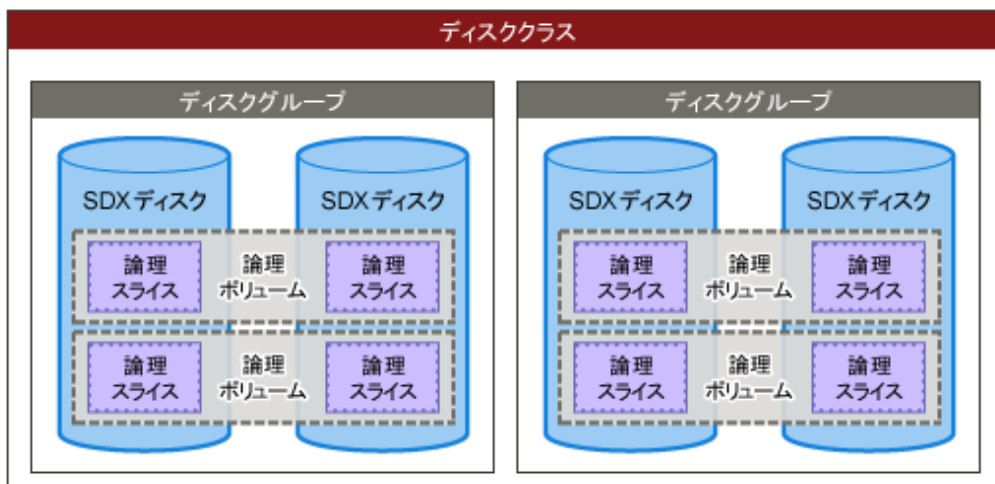 ディスククラス
ディスクグループ
ディスクグループ
SDXディスク
SDXディスク
SDXディスク
SDXディスク
論理
スライス
論理
ボリューム
論理
スライス
論理
スライス
論理
ボリューム
論理
スライス
論理
スライス
論理
ボリューム
論理
スライス
論理
スライス
論理
ボリューム
論理
スライス